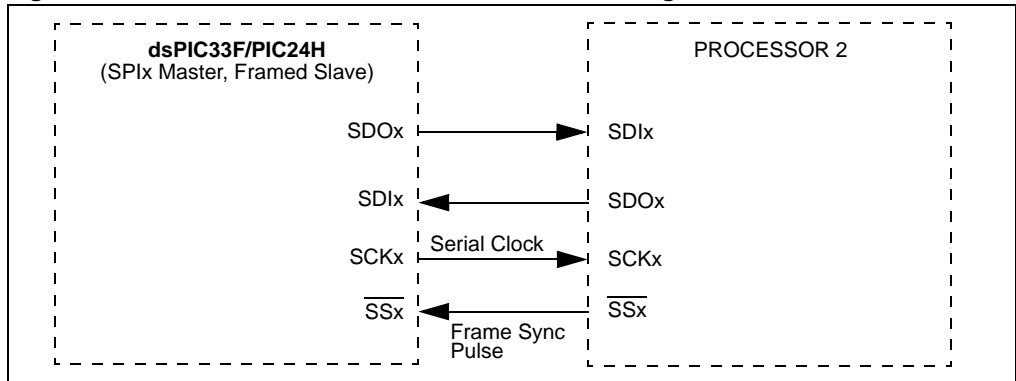 dsPIC33F/PIC24H
(SPIx Master, Framed Slave)
PROCESSOR 2
SDOx
SDIx
SDIx
SDOx
SCKx
Serial Clock
SCKx
SSx
Frame Sync
Pulse
SSx